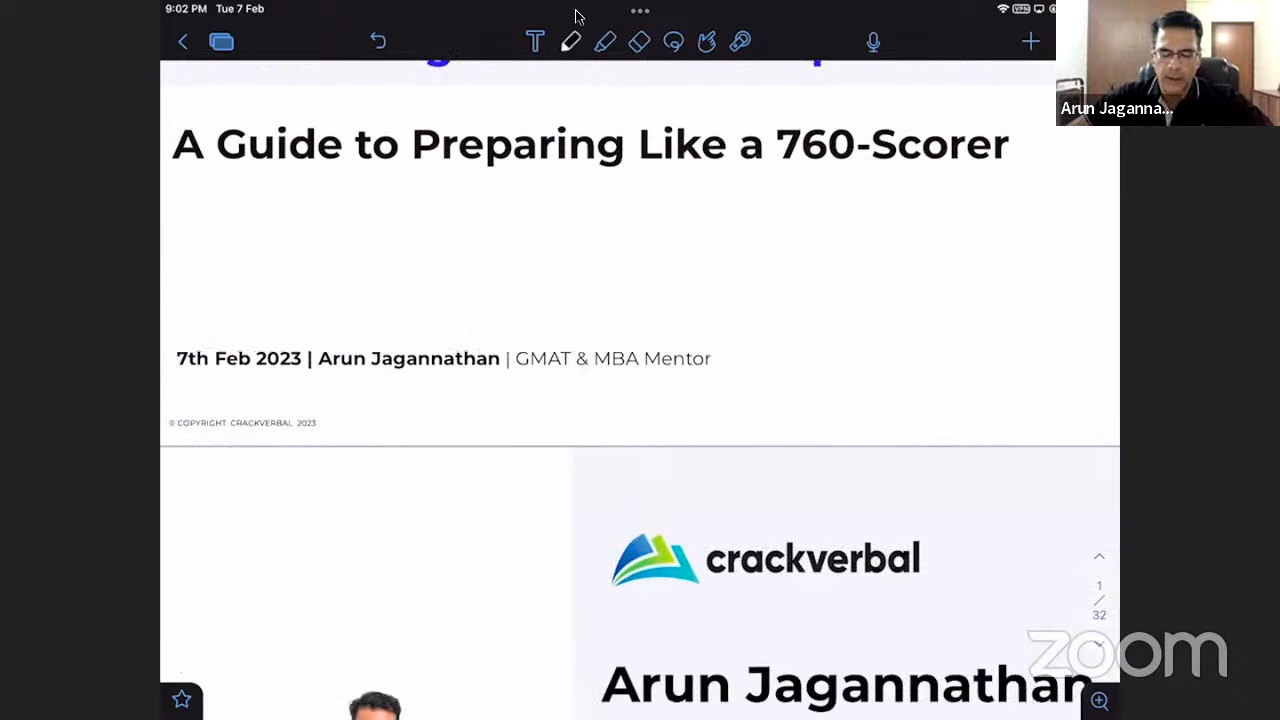 9:02 PM Tue 7 Feb
VPN
Arun Jaganna...
A Guide to Preparing Like a 760-Scorer
7th Feb 2023 | Arun Jagannathan | GMAT & MBA Mentor
© COPYRIGHT CRACKVERBAL 2023
crackverbal
1
/
32
zoom
Arun Jagannathan